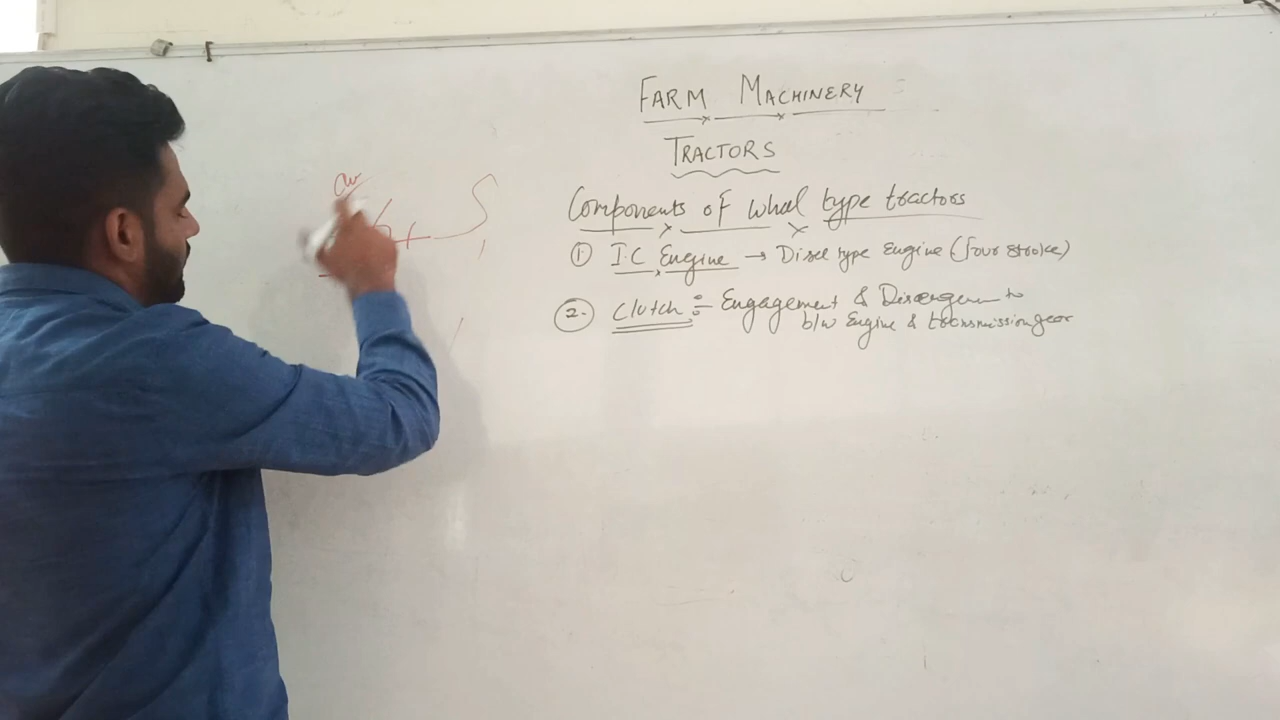 FARM MACHINERY
TRACTORS
Components of wheel type tractors
① I.C Engine → Disel type Engine (four stroke)
②. Clutch :- Engagement &
b/w Engine & transmission gear